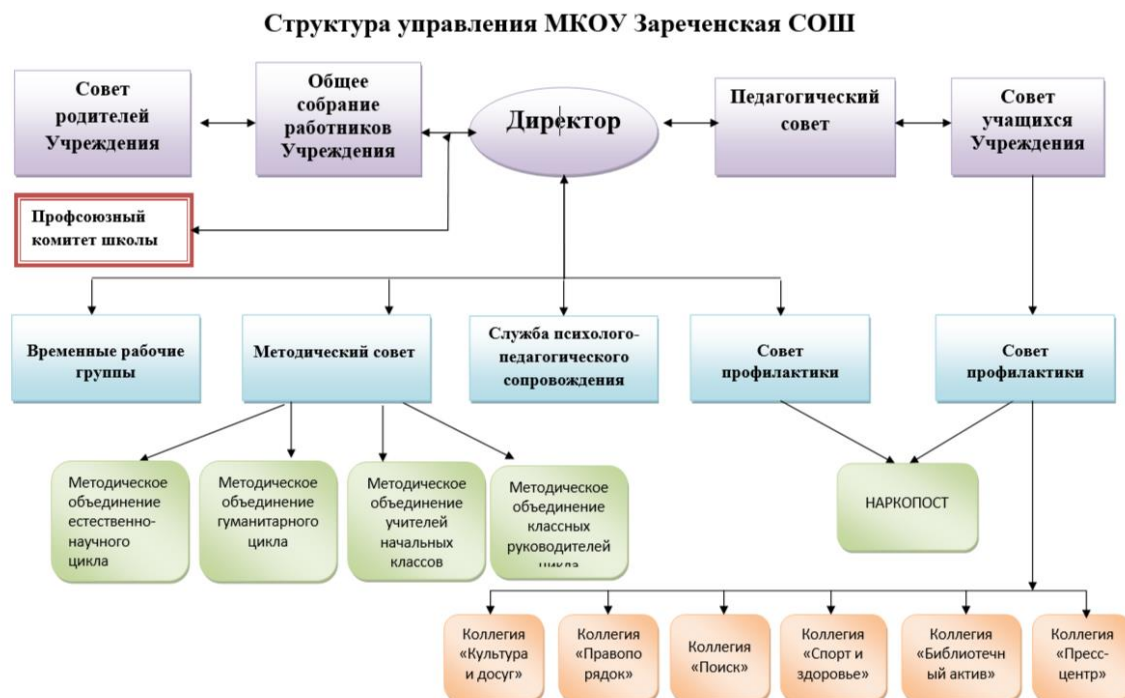 Структура управления МКОУ Зареченская СОШ
Совет
родителей
Учреждения
Общее
собрание
работников
Учреждения
Директор
Педагогический
совет
Совет
учащихся
Учреждения
Профсоюзный
комитет школы
Временные рабочие
группы
Методический совет
Служба психолого-
педагогического
сопровождения
Совет
профилактики
Совет
профилактики
Методическое
объединение
естественно-
научного
цикла
Методическое
объединение
гуманитарного
цикла
Методическое
объединение
учителей
начальных
классов
Методическое
объединение
классных
руководителей
цикла
НАРКОПОСТ
Коллегия
«Культура
и досуг»
Коллегия
«Правопо
рядок»
Коллегия
«Поиск»
Коллегия
«Спорт и
здоровье»
Коллегия
«Библиотечн
ый актив»
Коллегия
«Пресс-
центр»